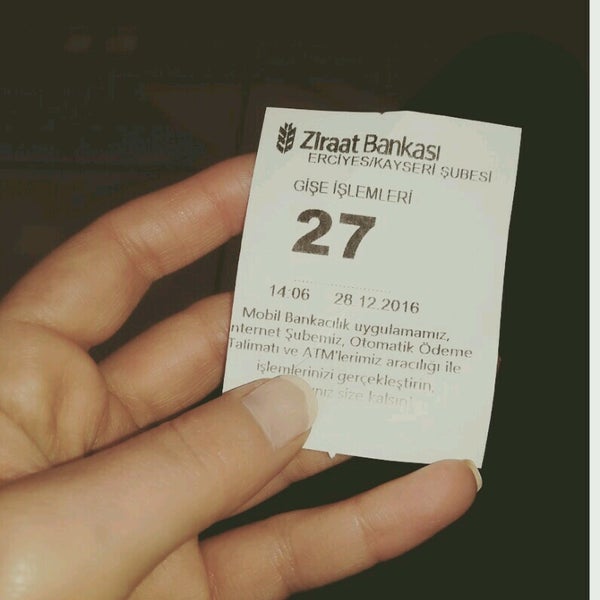 Ziraat Bankası
ERCİYES/KAYSERİ ŞUBESİ
GİŞE İŞLEMLERİ
27
14:06 28.12.2016
Mobil Bankacılık uygulamamız,
nternet Şubemiz, Otomatik Ödeme
Talimatı ve ATM'lerimiz aracılığı ile
işlemlerinizi gerçekleştirin,
size kalsın!